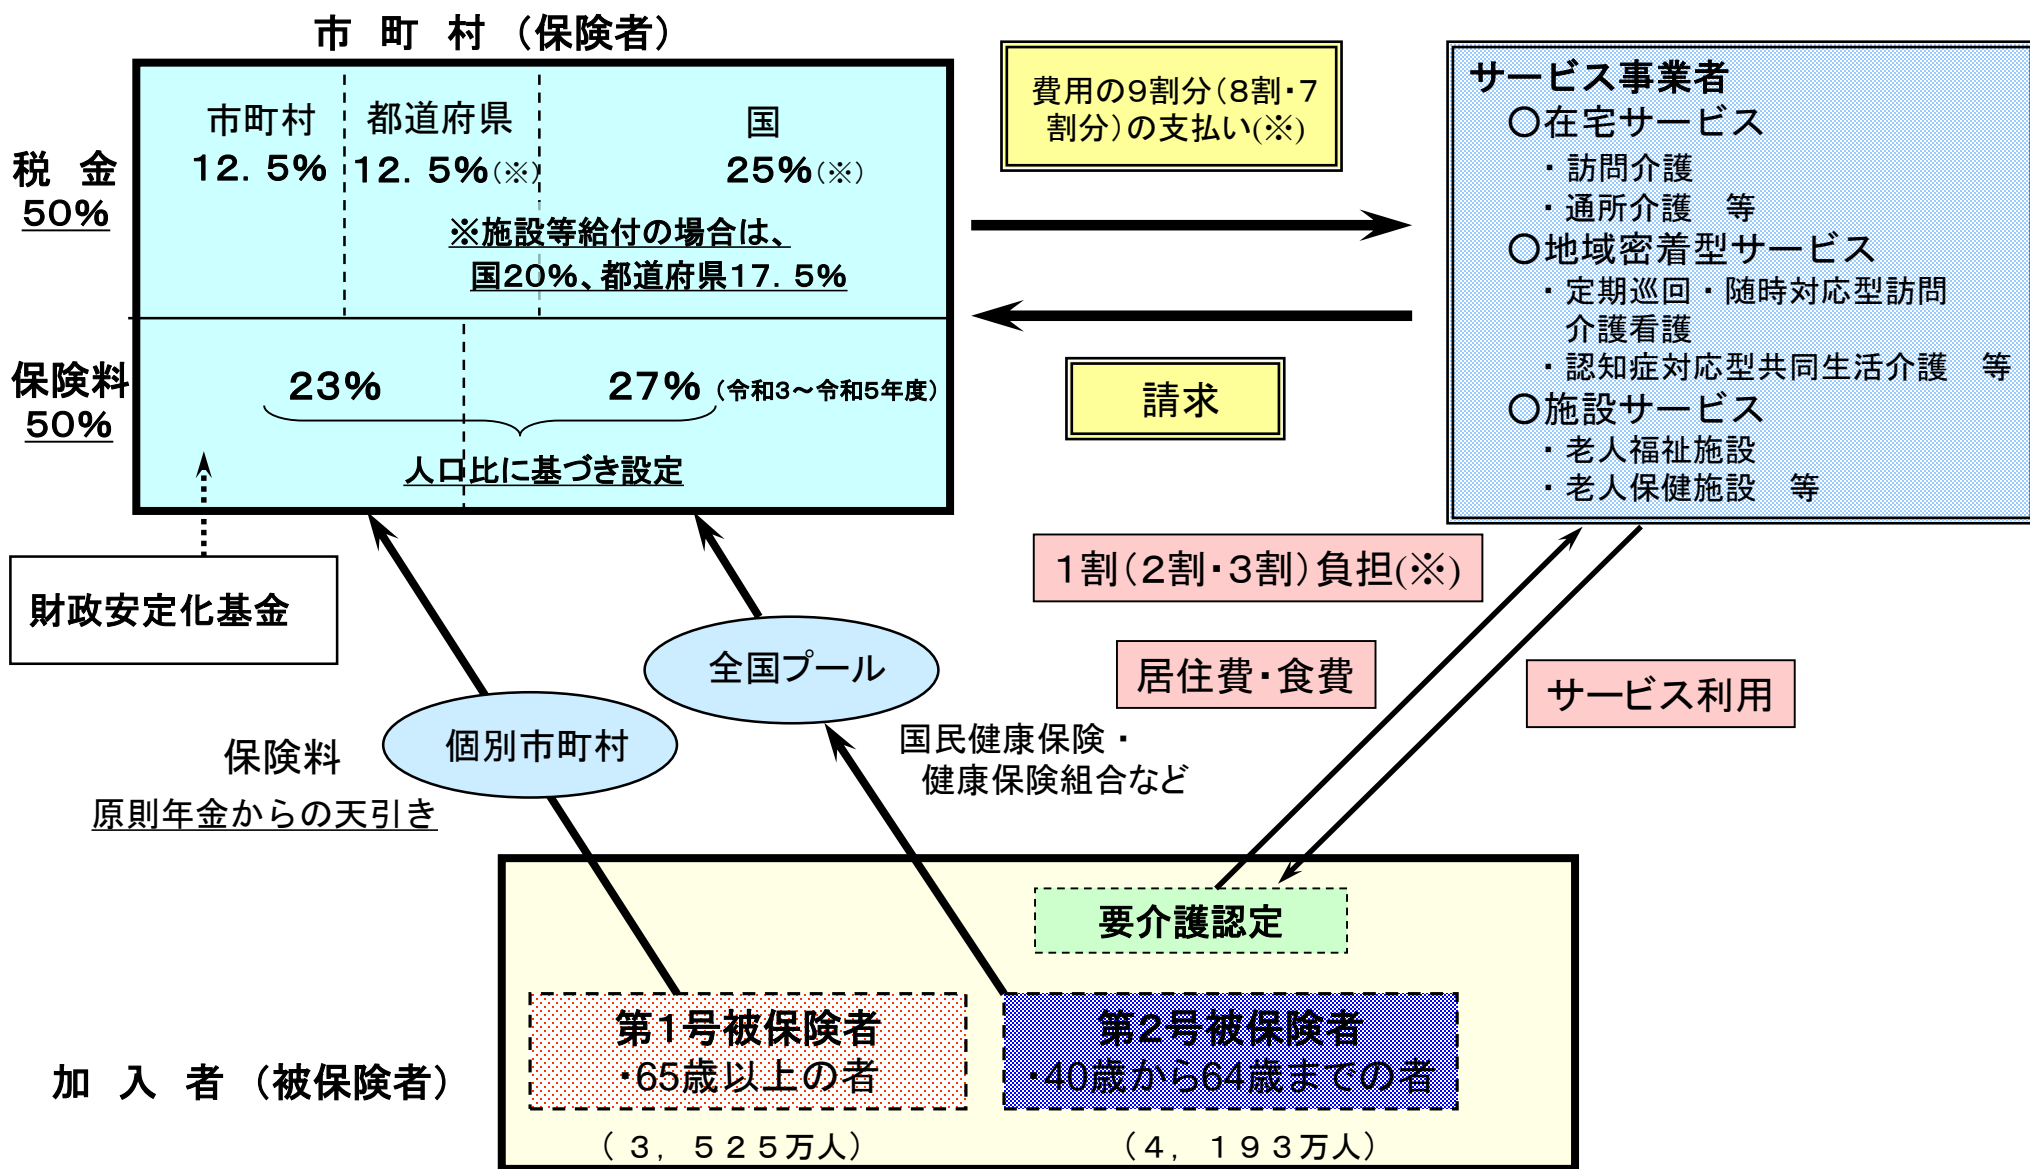 市 町 村（保険者）
市町村
12．5%
都道府県
12．5%(※)
国
25%(※)
税 金
50%
※施設等給付の場合は、
国20%、都道府県17．5%
保険料
50%
23%
27%（令和3～令和5年度）
人口比に基づき設定
財政安定化基金
費用の9割分（8割・7
割分）の支払い(※)
請求
サービス事業者
○在宅サービス
・訪問介護
・通所介護　等
○地域密着型サービス
・定期巡回・随時対応型訪問
介護看護
・認知症対応型共同生活介護　等
○施設サービス
・老人福祉施設
・老人保健施設　等
1割（2割・3割）負担(※)
居住費・食費
サービス利用
全国プール
個別市町村
保険料
原則年金からの天引き
国民健康保険・
健康保険組合など
要介護認定
加 入 者（被保険者）
第1号被保険者
・65歳以上の者
（3，525万人）
第2号被保険者
・40歳から64歳までの者
（4，193万人）